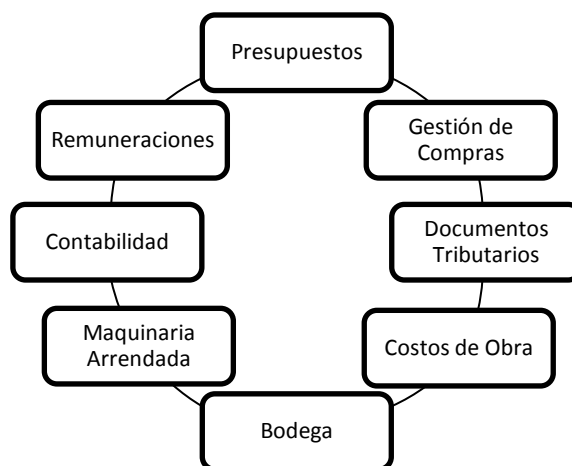 Presupuestos
Gestión de
Compras
Documentos
Tributarios
Costos de Obra
Bodega
Maquinaria
Arrendada
Contabilidad
Remuneraciones